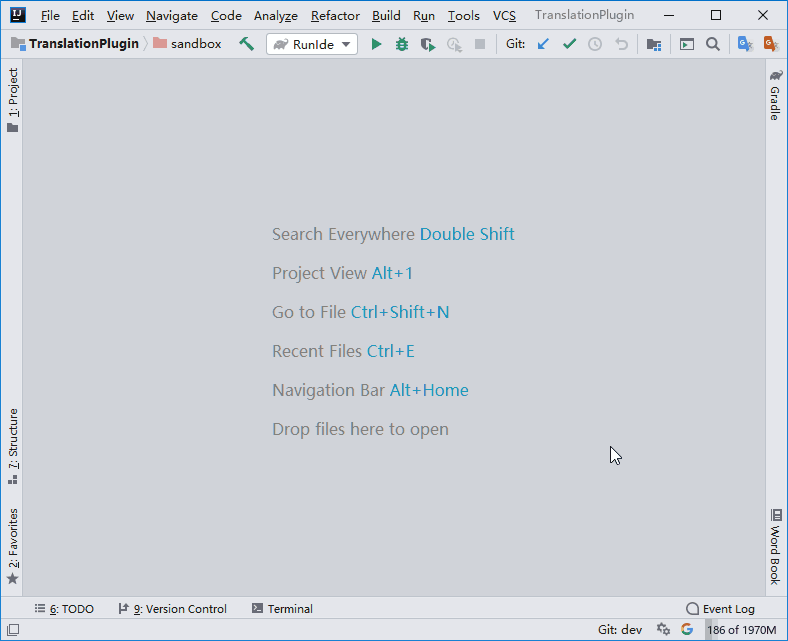 IJ File Edit View Navigate Code Analyze Refactor Build Run Tools VCS TranslationPlugin
TranslationPlugin sandbox RunIde Git:
1: Project
Gradle
Search Everywhere Double Shift
Project View Alt+1
Go to File Ctrl+Shift+N
Recent Files Ctrl+E
Navigation Bar Alt+Home
Drop files here to open
7: Structure
2: Favorites
Word Book
6: TODO 9: Version Control Terminal Event Log
Git: dev G 186 of 1970M